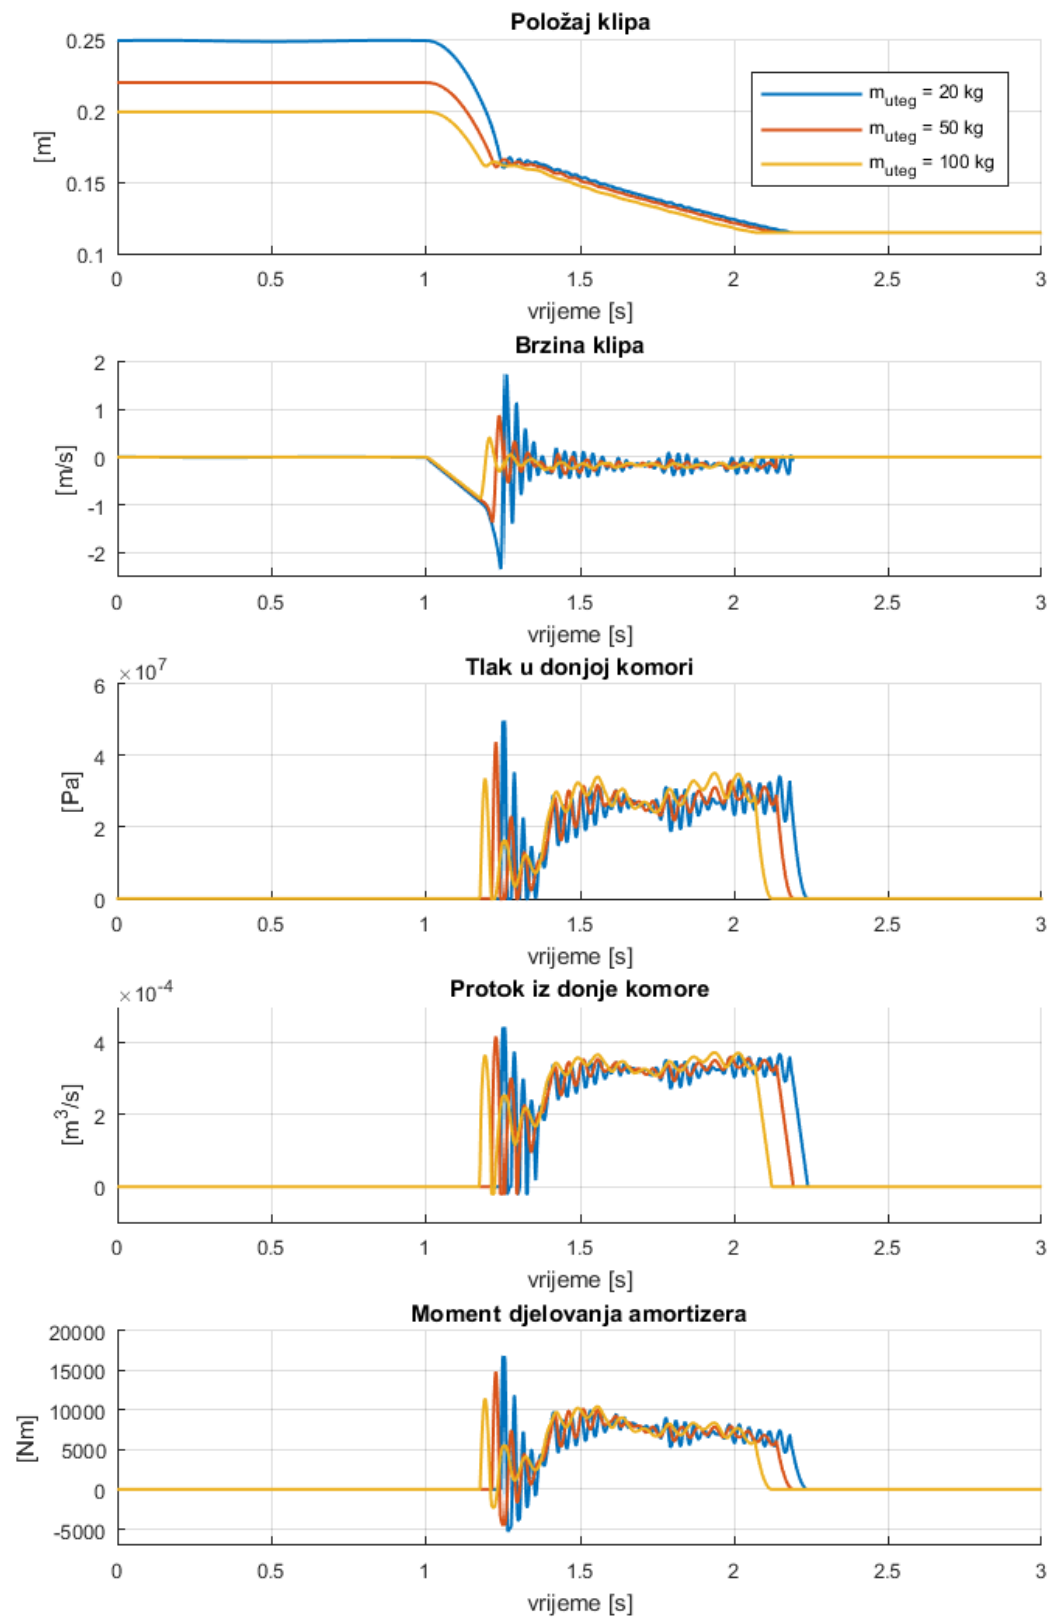 Položaj klipa
0.25
0.2
0.15
0.1
[m]
m_uteg = 20 kg
m_uteg = 50 kg
m_uteg = 100 kg
0 0.5 1 1.5 2 2.5 3
vrijeme [s]
Brzina klipa
2
1
0
-1
-2
[m/s]
0 0.5 1 1.5 2 2.5 3
vrijeme [s]
Tlak u donjoj komori
×10^7
6
4
2
0
[Pa]
0 0.5 1 1.5 2 2.5 3
vrijeme [s]
Protok iz donje komore
×10^-4
4
2
0
[m^3/s]
0 0.5 1 1.5 2 2.5 3
vrijeme [s]
Moment djelovanja amortizera
20000
15000
10000
5000
0
-5000
[Nm]
0 0.5 1 1.5 2 2.5 3
vrijeme [s]